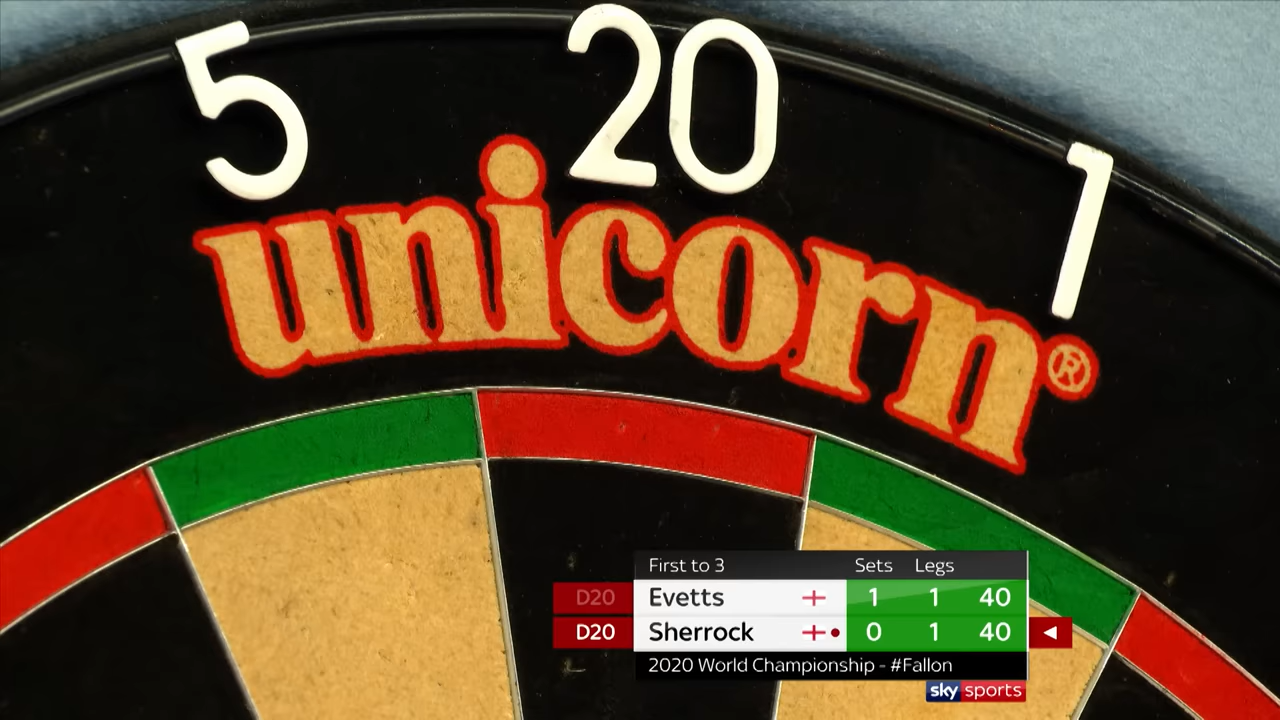 5 20 1
unicorn®
First to 3 Sets Legs
D20 Evetts 1 1 40
D20 Sherrock 0 1 40
2020 World Championship - #Fallon
sky sports